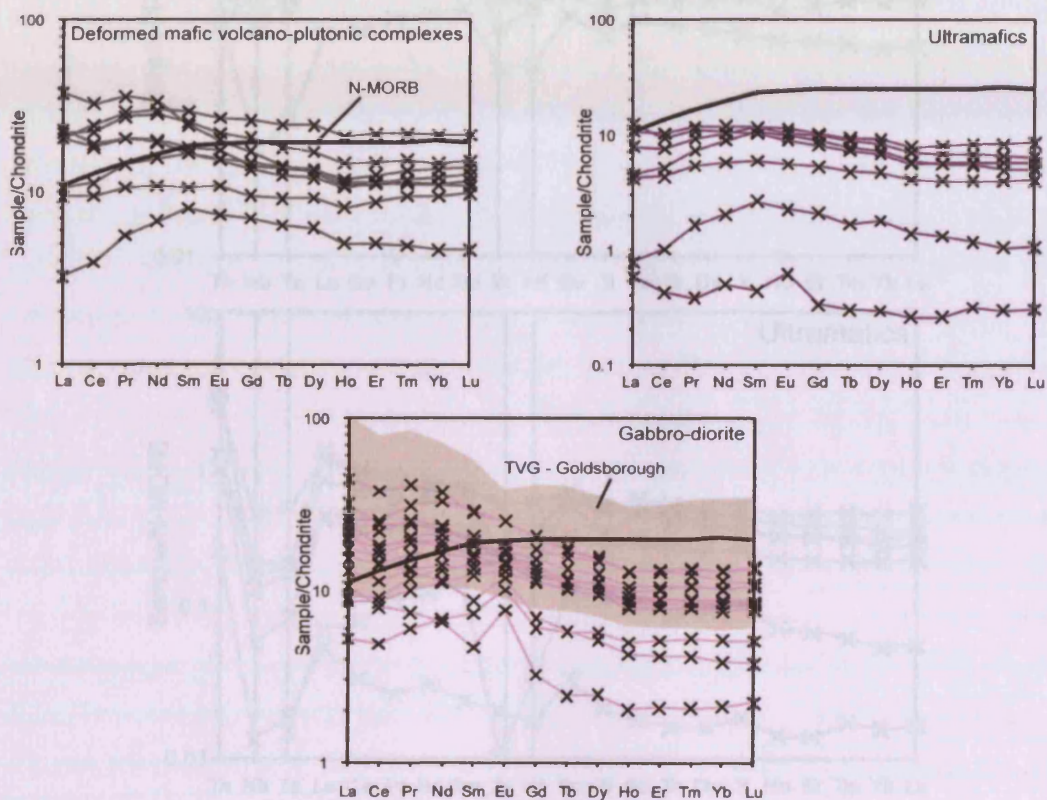 Deformed mafic volcano-plutonic complexes
N-MORB
Sample/Chondrite
100
10
1
La Ce Pr Nd Sm Eu Gd Tb Dy Ho Er Tm Yb Lu
Ultramafics
Sample/Chondrite
100
10
1
0.1
La Ce Pr Nd Sm Eu Gd Tb Dy Ho Er Tm Yb Lu
Gabbro-diorite
TVG - Goldsborough
Sample/Chondrite
100
10
1
La Ce Pr Nd Sm Eu Gd Tb Dy Ho Er Tm Yb Lu